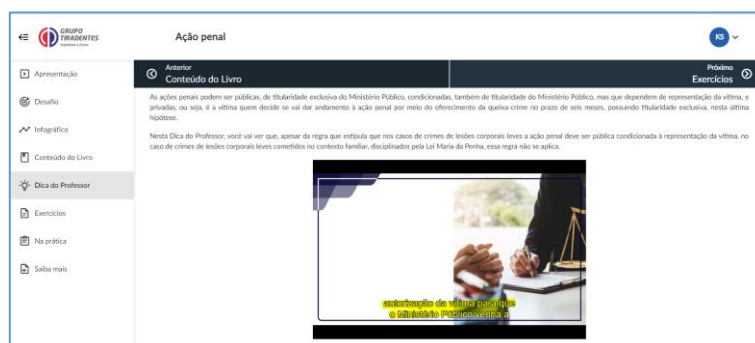 GRUPO
TIRADENTES
Ação penal
KS
Apresentação
Desafio
Infográfico
Conteúdo do Livro
Dica do Professor
Exercícios
Na prática
Saiba mais
Anterior
Conteúdo do Livro
Próximo
Exercícios
As ações penais podem ser públicas, de titularidade exclusiva do Ministério Público, condicionadas, também de titularidade do Ministério Público, mas que dependem de representação da vítima, e
privadas, ou seja, é a vítima quem decide se vai dar andamento à ação penal por meio do oferecimento da queixa-crime no prazo de seis meses, possuindo titularidade exclusiva, nesta última
hipótese.
Nesta Dica do Professor, você vai ver que, apesar da regra que estipula que nos casos de crimes de lesões corporais leves a ação penal deve ser pública condicionada à representação da vítima, no
caso de crimes de lesões corporais leves cometidos no contexto familiar, disciplinados pela Lei Maria da Penha, essa regra não se aplica.
autorização da vítima para que
o Ministério Público venha a